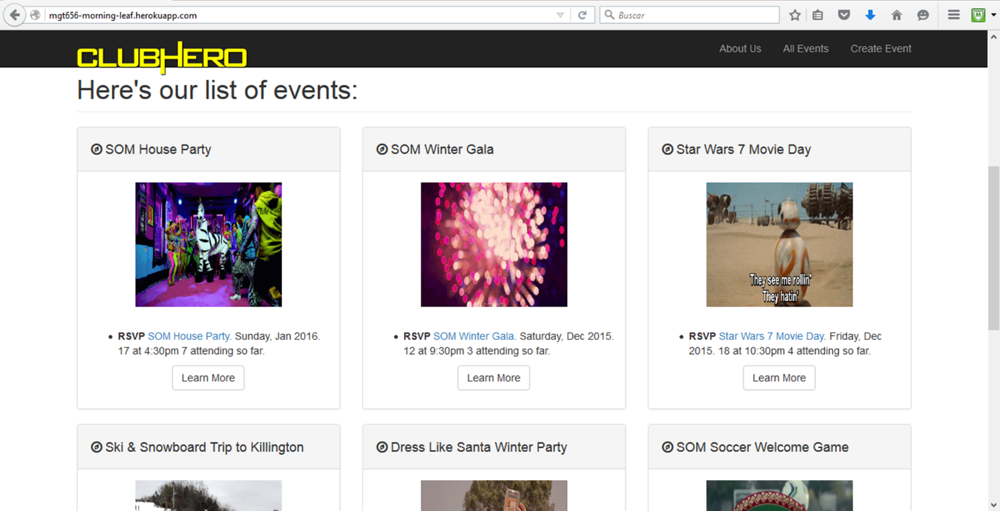 mgt656-morning-leaf.herokuapp.com
Buscar
CLUBHERO
About Us
All Events
Create Event
Here's our list of events:
SOM House Party
RSVP SOM House Party. Sunday, Jan 2016.
17 at 4:30pm 7 attending so far.
Learn More
SOM Winter Gala
RSVP SOM Winter Gala. Saturday, Dec 2015.
12 at 9:30pm 3 attending so far.
Learn More
Star Wars 7 Movie Day
They see me rollin'
They hatin'
RSVP Star Wars 7 Movie Day. Friday, Dec
2015. 18 at 10:30pm 4 attending so far.
Learn More
Ski & Snowboard Trip to Killington
Dress Like Santa Winter Party
SOM Soccer Welcome Game